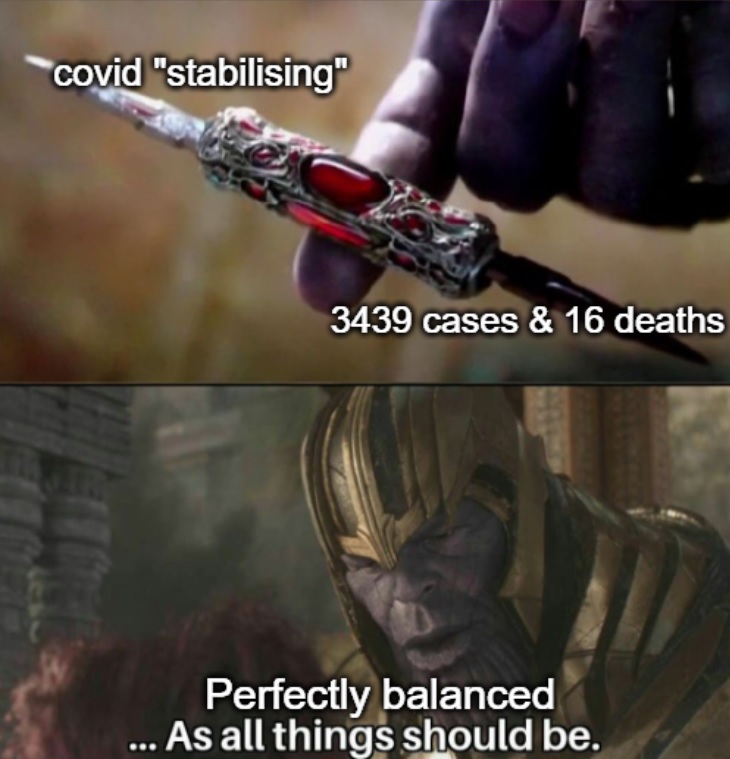 covid "stabilising"
3439 cases & 16 deaths
Perfectly balanced
... As all things should be.